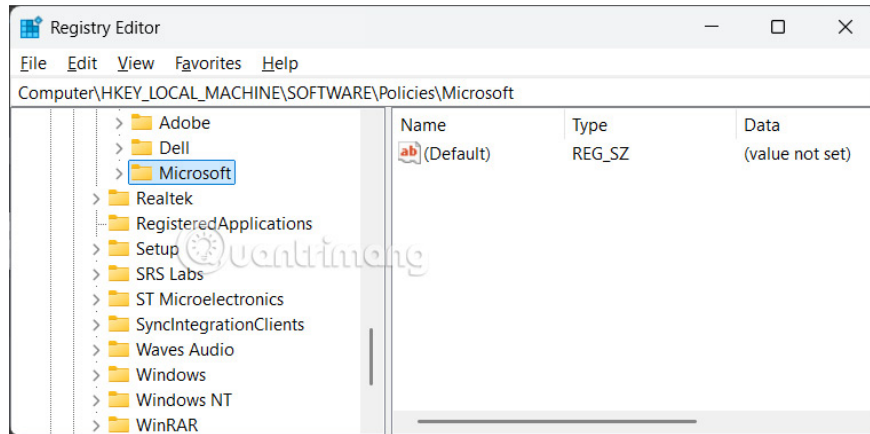 Registry Editor
File Edit View Favorites Help
Computer\HKEY_LOCAL_MACHINE\SOFTWARE\Policies\Microsoft
Adobe
Dell
Microsoft
Realtek
RegisteredApplications
Setup
SRS Labs
ST Microelectronics
SyncIntegrationClients
Waves Audio
Windows
Windows NT
WinRAR
Name Type Data
ab (Default) REG_SZ (value not set)
Quantrimang